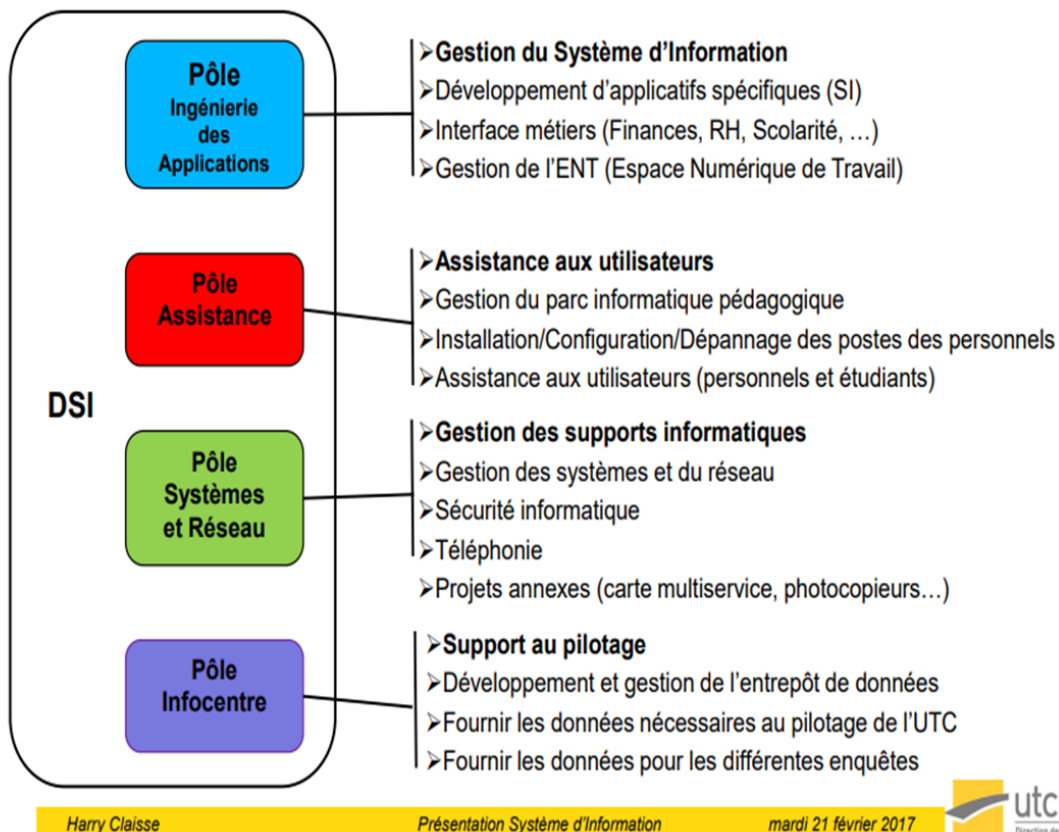 Pôle
Ingénierie
des
Applications
➢Gestion du Système d’Information
➢Développement d’applicatifs spécifiques (SI)
➢Interface métiers (Finances, RH, Scolarité, …)
➢Gestion de l’ENT (Espace Numérique de Travail)
Pôle
Assistance
➢Assistance aux utilisateurs
➢Gestion du parc informatique pédagogique
➢Installation/Configuration/Dépannage des postes des personnels
➢Assistance aux utilisateurs (personnels et étudiants)
DSI
Pôle
Systèmes
et Réseau
➢Gestion des supports informatiques
➢Gestion des systèmes et du réseau
➢Sécurité informatique
➢Téléphonie
➢Projets annexes (carte multiservice, photocopieurs…)
Pôle
Infocentre
➢Support au pilotage
➢Développement et gestion de l’entrepôt de données
➢Fournir les données nécessaires au pilotage de l’UTC
➢Fournir les données pour les différentes enquêtes
Harry Claisse Présentation Système d’Information mardi 21 février 2017
utc
Direction de